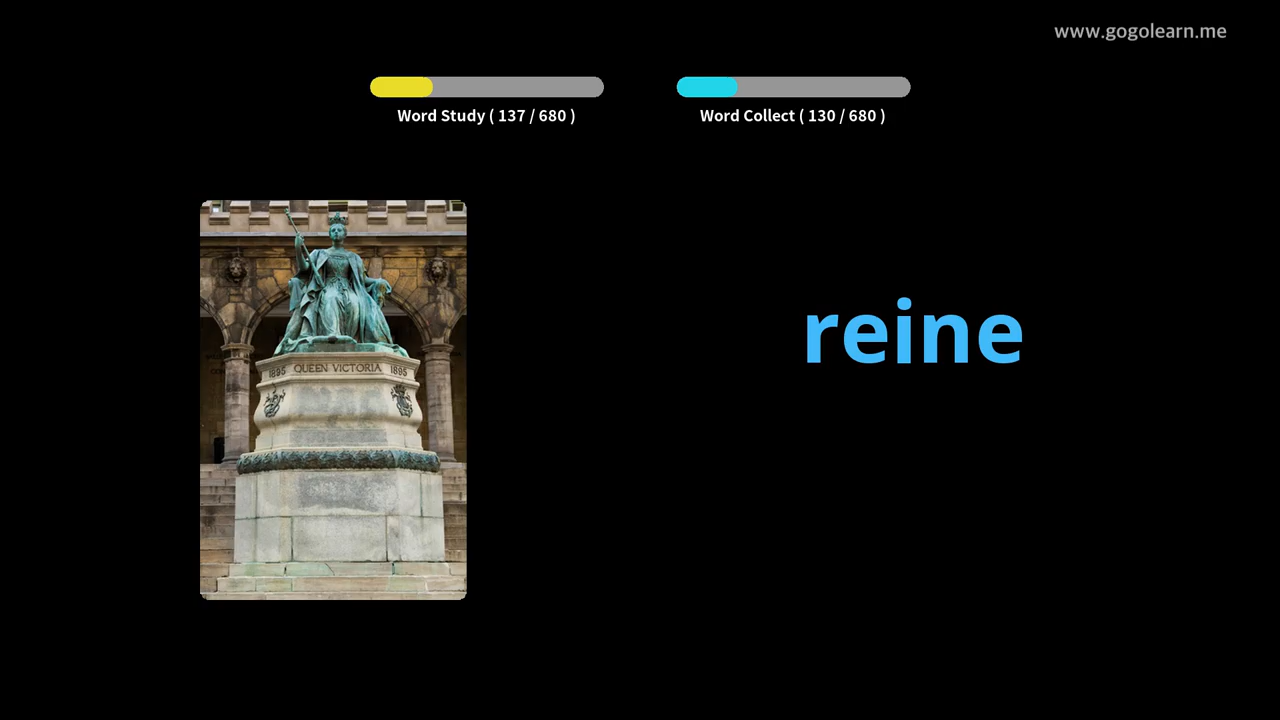 www.gogolearn.me
Word Study ( 137 / 680 )
Word Collect ( 130 / 680 )
reine
1895 QUEEN VICTORIA 1895